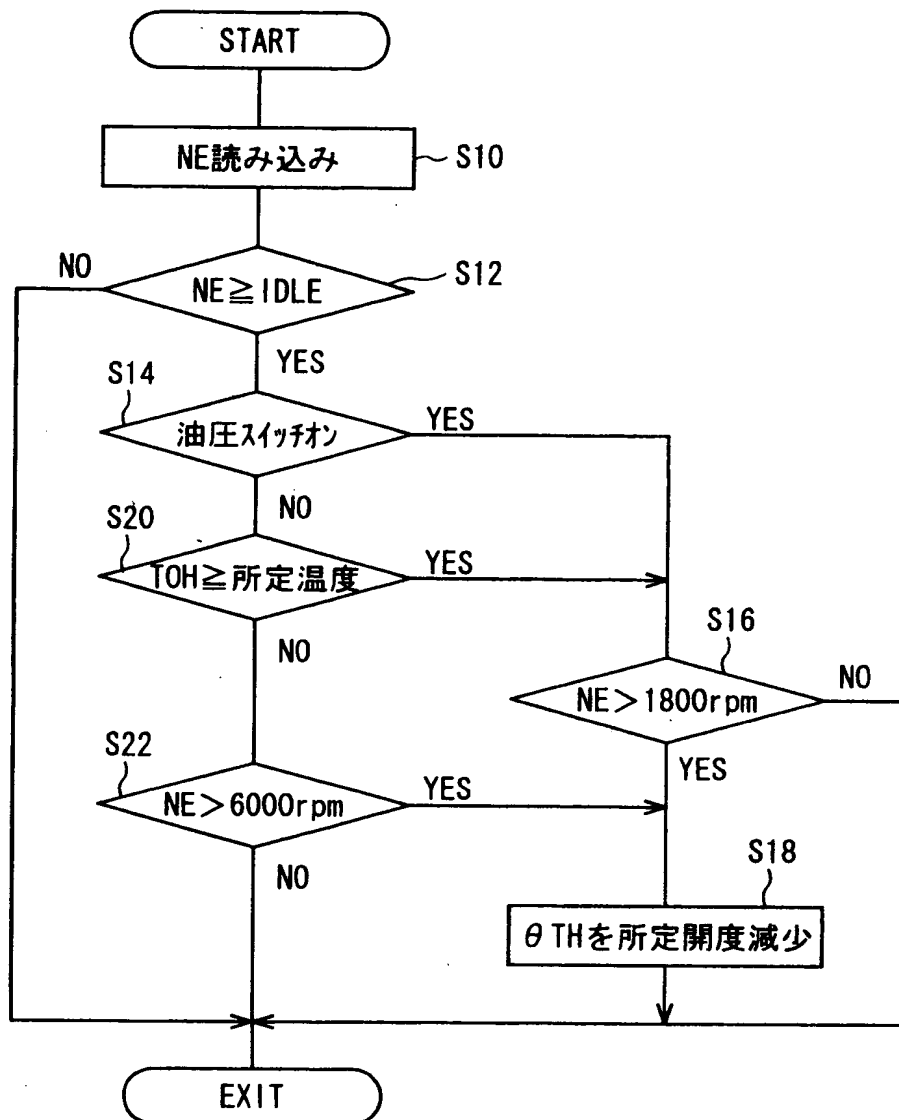 START
NE読み込み
S10
NO
NE≧IDLE
S12
YES
S14
油圧スイッチオン
YES
NO
S20
TOH≧所定温度
YES
NO
S16
NE>1800rpm
NO
YES
S22
NE>6000rpm
YES
NO
S18
θTHを所定開度減少
EXIT